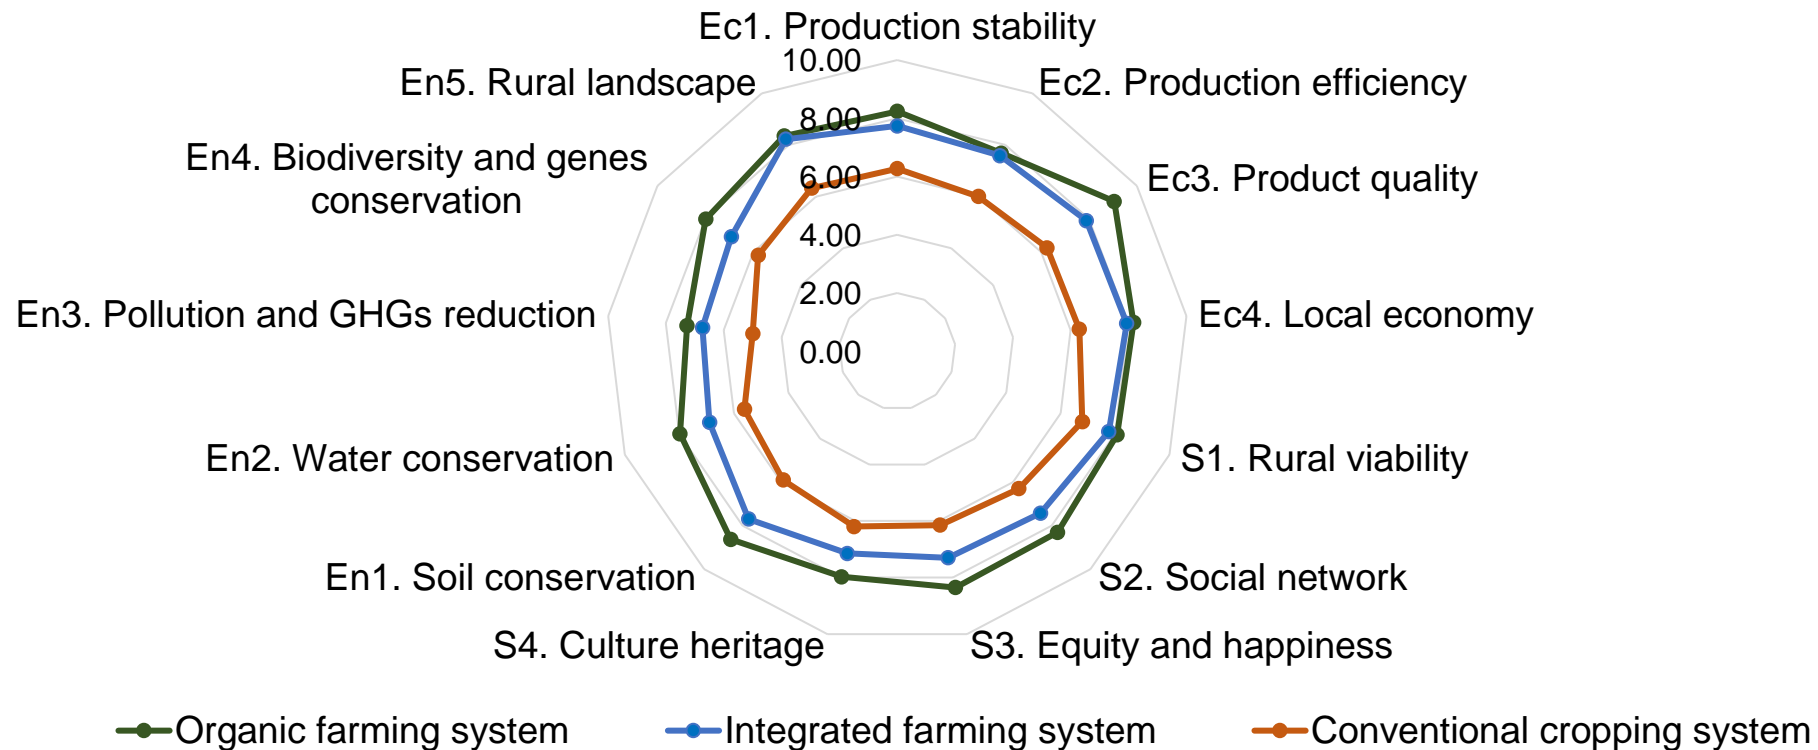 Ec1. Production stability
10.00
En5. Rural landscape
Ec2. Production efficiency
8.00
En4. Biodiversity and genes
conservation
Ec3. Product quality
6.00
4.00
2.00
En3. Pollution and GHGs reduction
Ec4. Local economy
0.00
En2. Water conservation
S1. Rural viability
En1. Soil conservation
S2. Social network
S4. Culture heritage
S3. Equity and happiness
Organic farming system
Integrated farming system
Conventional cropping system